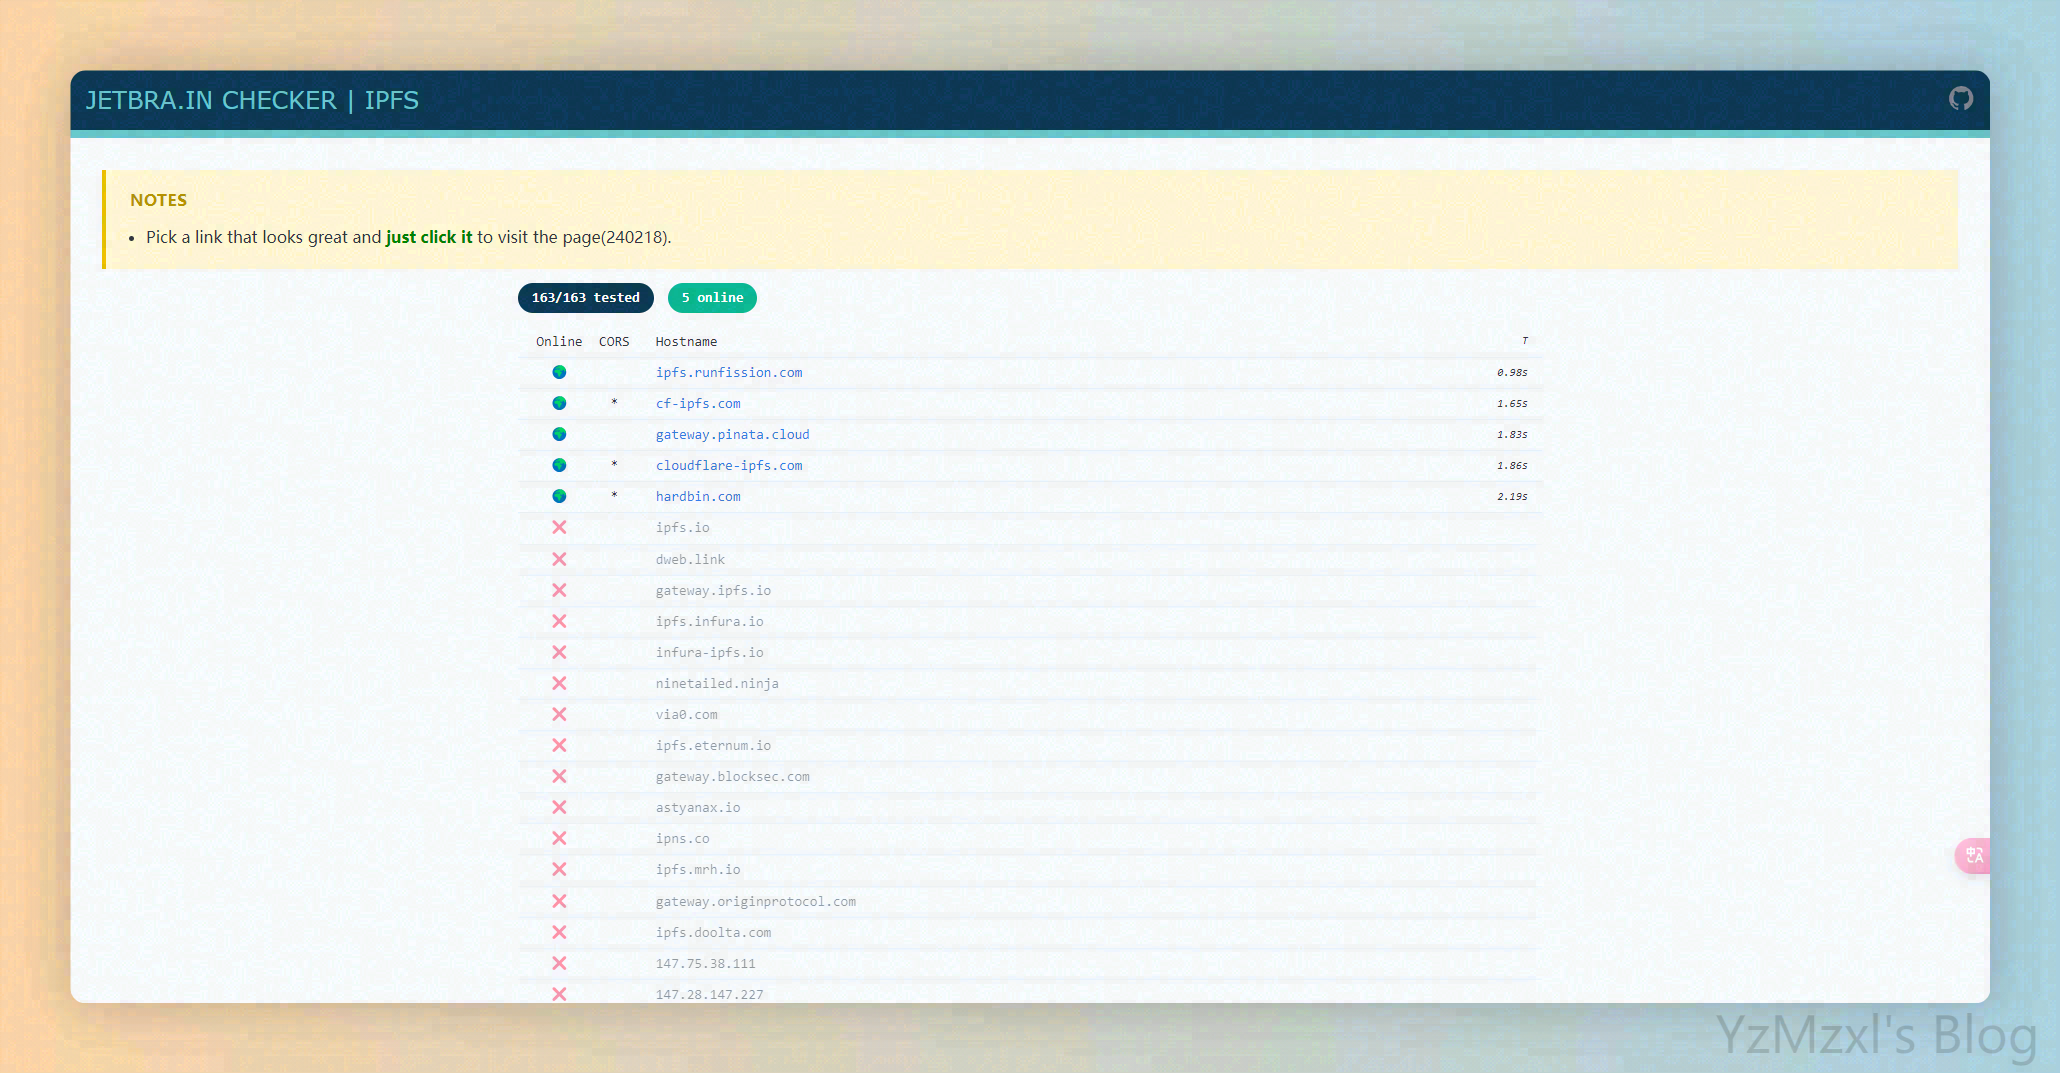 JETBRA.IN CHECKER | IPFS
NOTES
• Pick a link that looks great and just click it to visit the page(240218).
163/163 tested 5 online
Online CORS Hostname T
ipfs.runfission.com 0.98s
* cf-ipfs.com 1.65s
gateway.pinata.cloud 1.83s
* cloudflare-ipfs.com 1.86s
* hardbin.com 2.19s
ipfs.io
dweb.link
gateway.ipfs.io
ipfs.infura.io
infura-ipfs.io
ninetailed.ninja
via0.com
ipfs.eternum.io
gateway.blocksec.com
astyanax.io
ipns.co
ipfs.mrh.io
gateway.originprotocol.com
ipfs.doolta.com
147.75.38.111
147.28.147.227
中A
YzMzxl's Blog